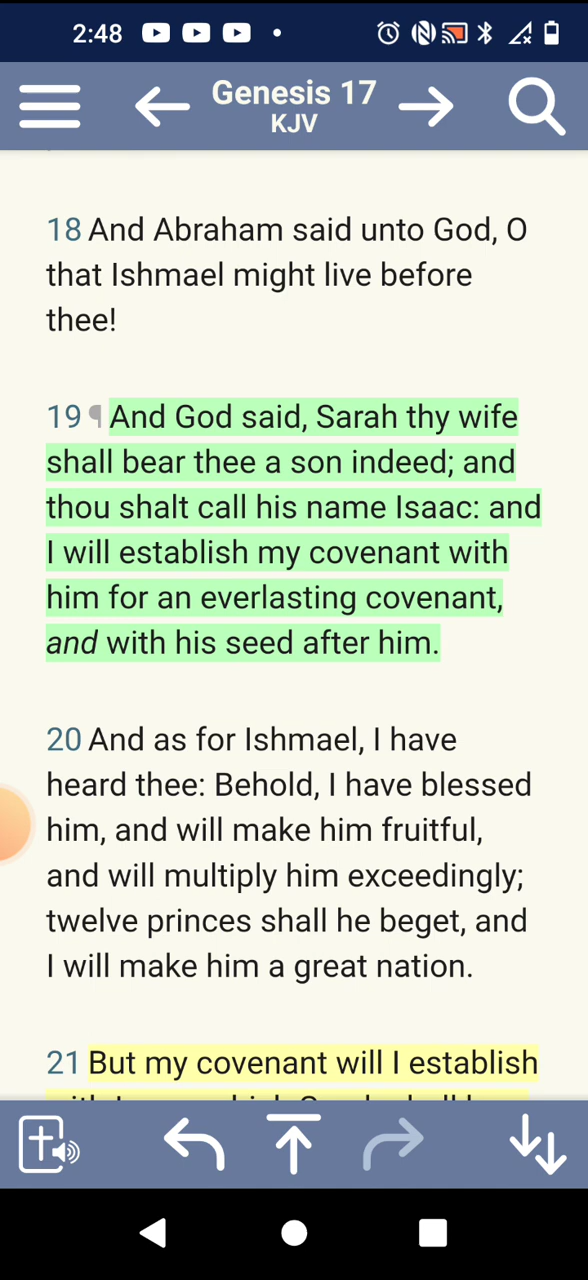 2:48
Genesis 17
KJV
18 And Abraham said unto God, O
that Ishmael might live before
thee!
19 ¶ And God said, Sarah thy wife
shall bear thee a son indeed; and
thou shalt call his name Isaac: and
I will establish my covenant with
him for an everlasting covenant,
and with his seed after him.
20 And as for Ishmael, I have
heard thee: Behold, I have blessed
him, and will make him fruitful,
and will multiply him exceedingly;
twelve princes shall he beget, and
I will make him a great nation.
21 But my covenant will I establish